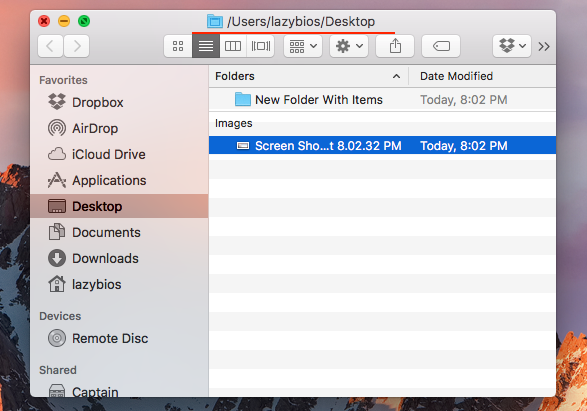 /Users/lazybios/Desktop
Favorites
Dropbox
AirDrop
iCloud Drive
Applications
Desktop
Documents
Downloads
lazybios
Devices
Remote Disc
Shared
Captain
Folders Date Modified
New Folder With Items Today, 8:02 PM
Images
Screen Sho...t 8.02.32 PM Today, 8:02 PM